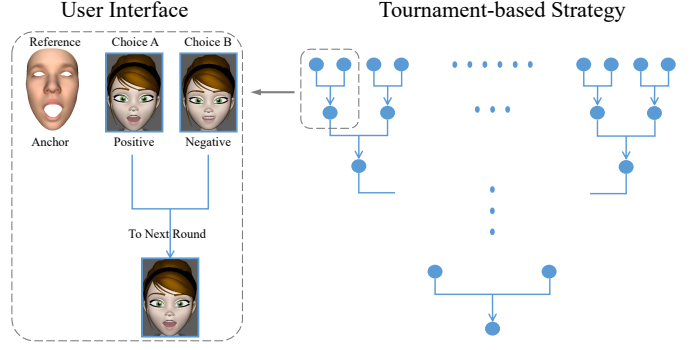 User Interface
Tournament-based Strategy
Reference
Choice A
Choice B
Anchor
Positive
Negative
To Next Round